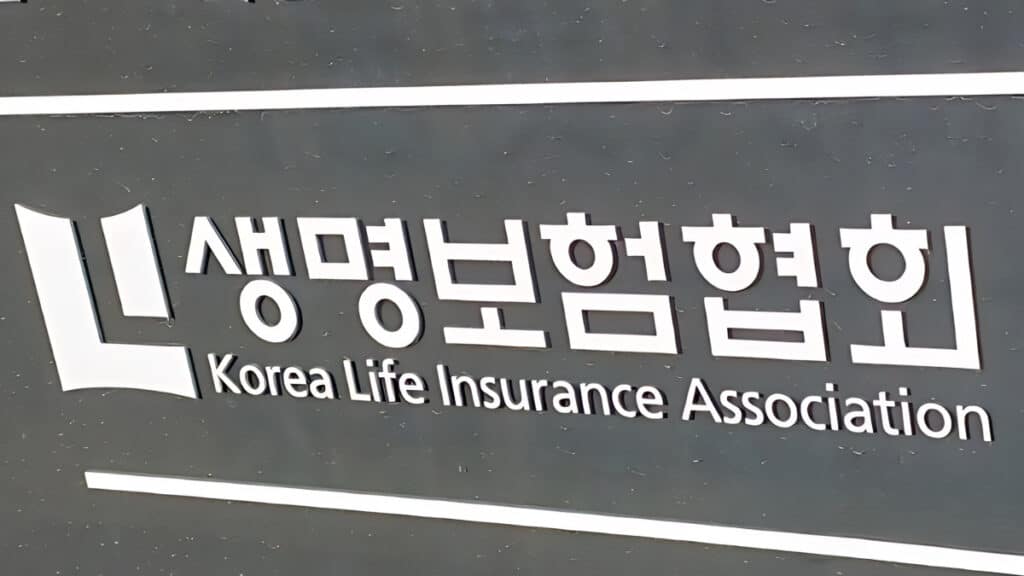 생명보험협회
Korea Life Insurance Association